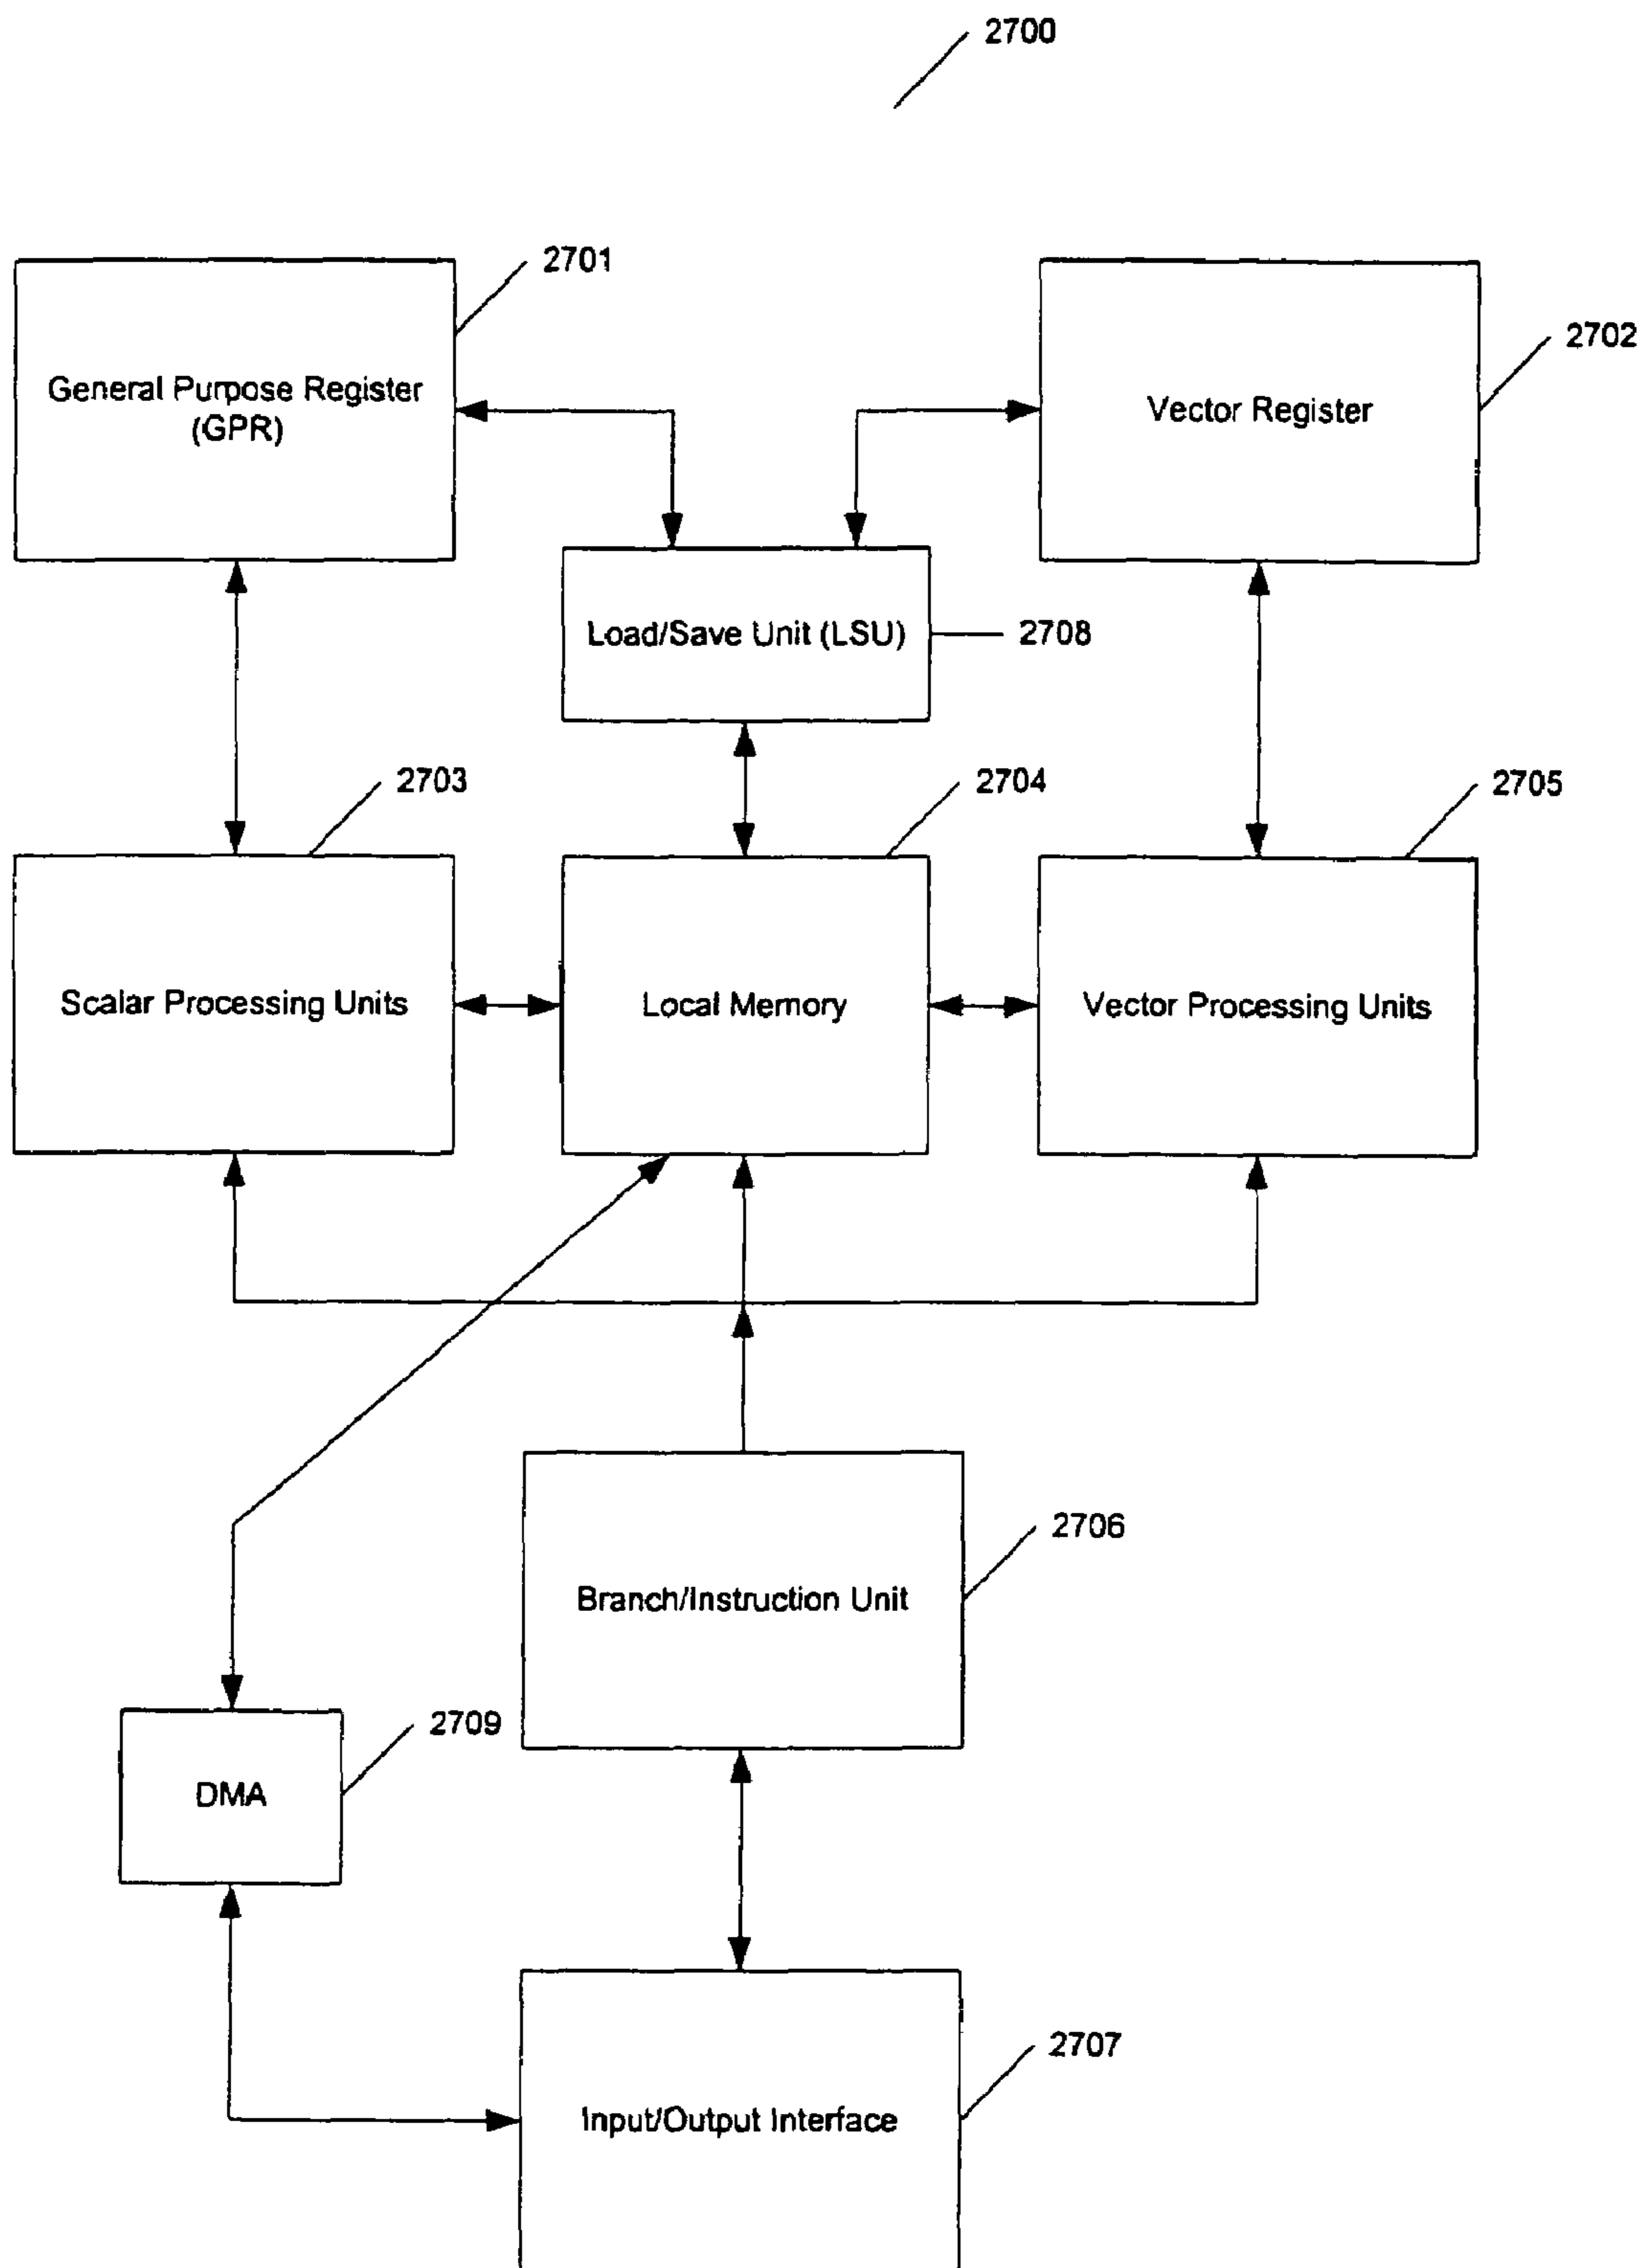 2700
2701
General Purpose Register
(GPR)
2702
Vector Register
Load/Save Unit (LSU)
2708
2703
2704
2705
Scalar Processing Units
Local Memory
Vector Processing Units
2706
Branch/Instruction Unit
2709
DMA
2707
Input/Output Interface